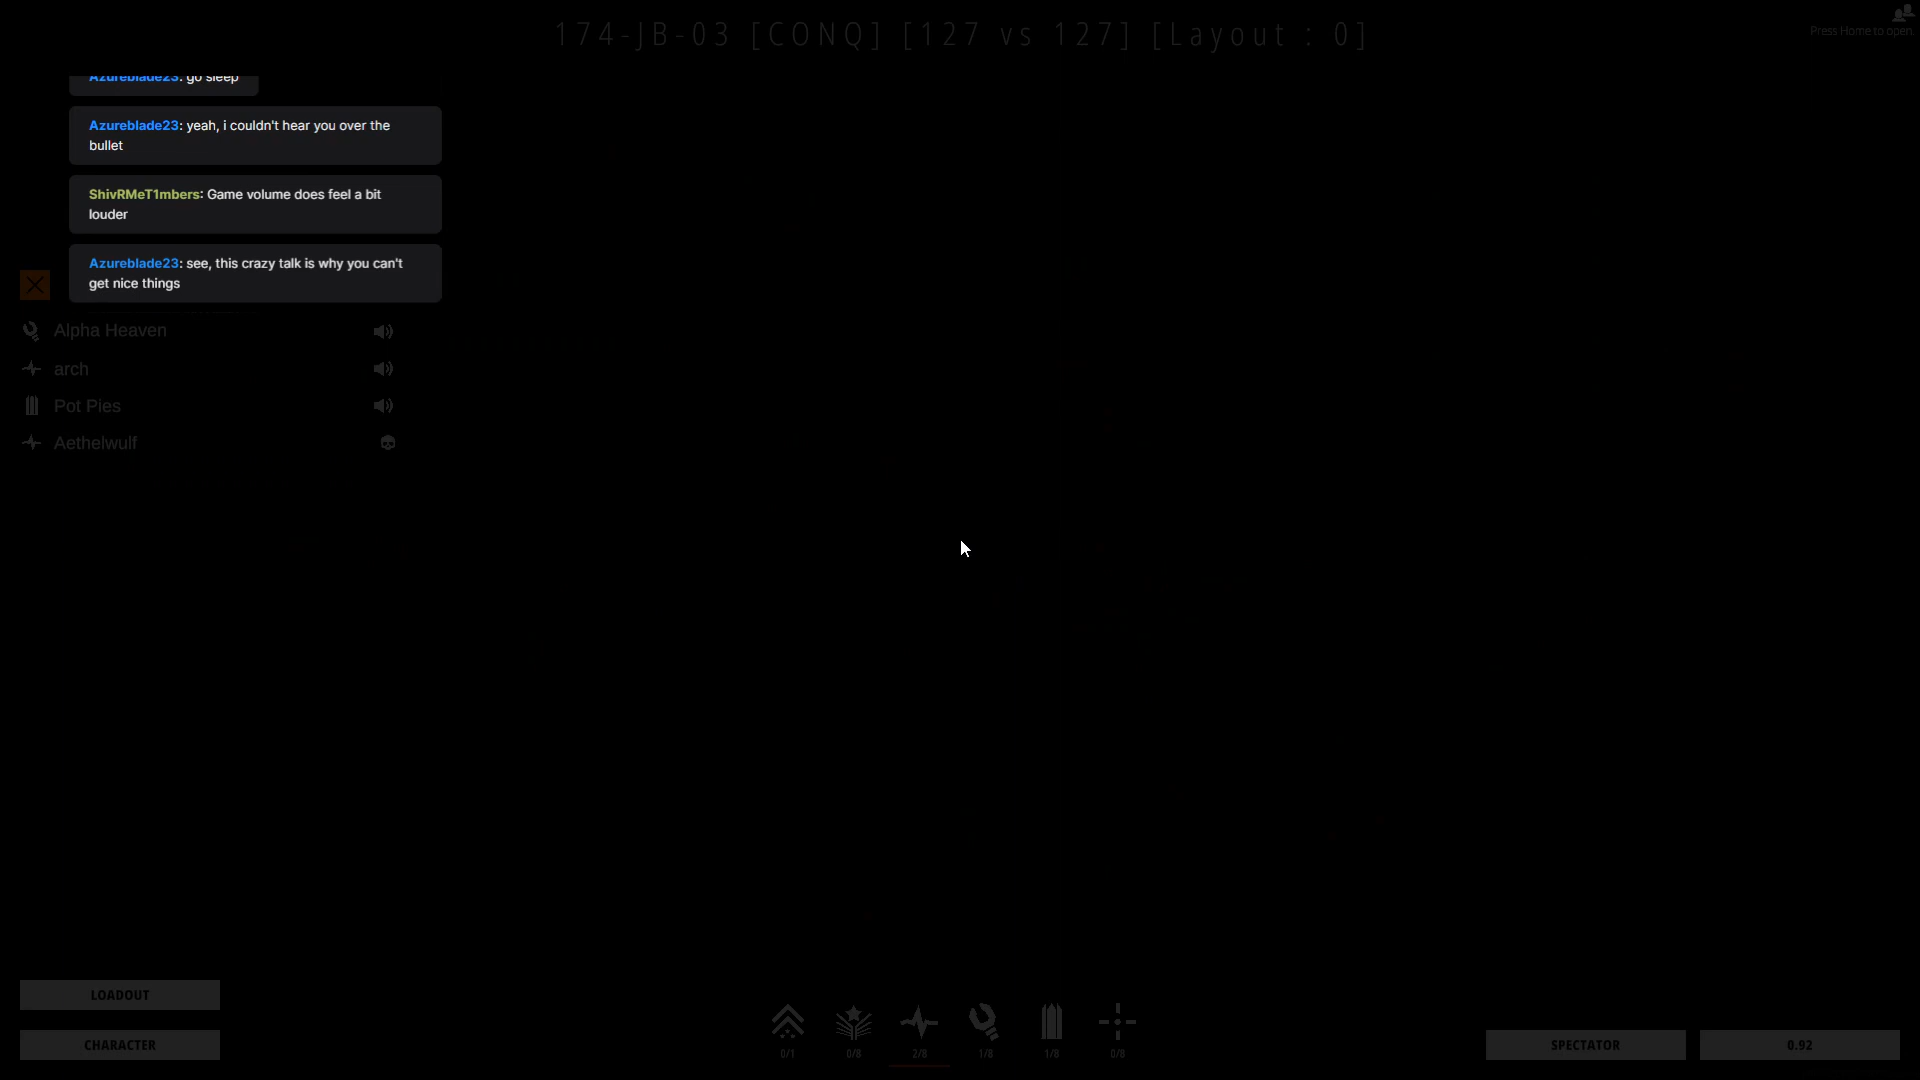 174-JB-03 [CONQ] [127 vs 127] [Layout : 0]
Press Home to open.
Azureblade23: go sleep
Azureblade23: yeah, i couldn't hear you over the
bullet
ShivRMeT1mbers: Game volume does feel a bit
louder
Azureblade23: see, this crazy talk is why you can't
get nice things
Alpha Heaven
arch
Pot Pies
Aethelwulf
LOADOUT
CHARACTER
0/1
0/8
2/8
1/8
1/8
0/8
SPECTATOR
0.92